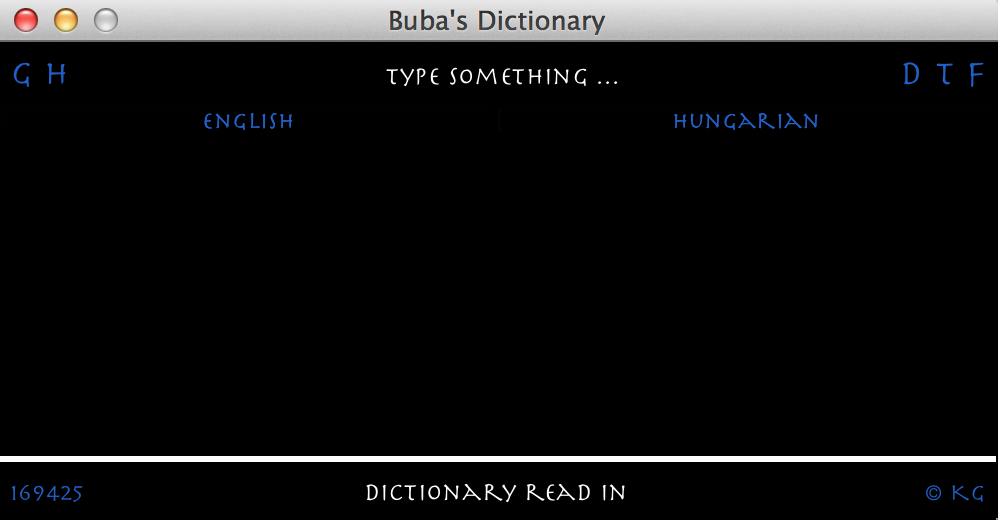 Buba's Dictionary
G H TYPE SOMETHING ... D T F
ENGLISH HUNGARIAN
169425 DICTIONARY READ IN © KG